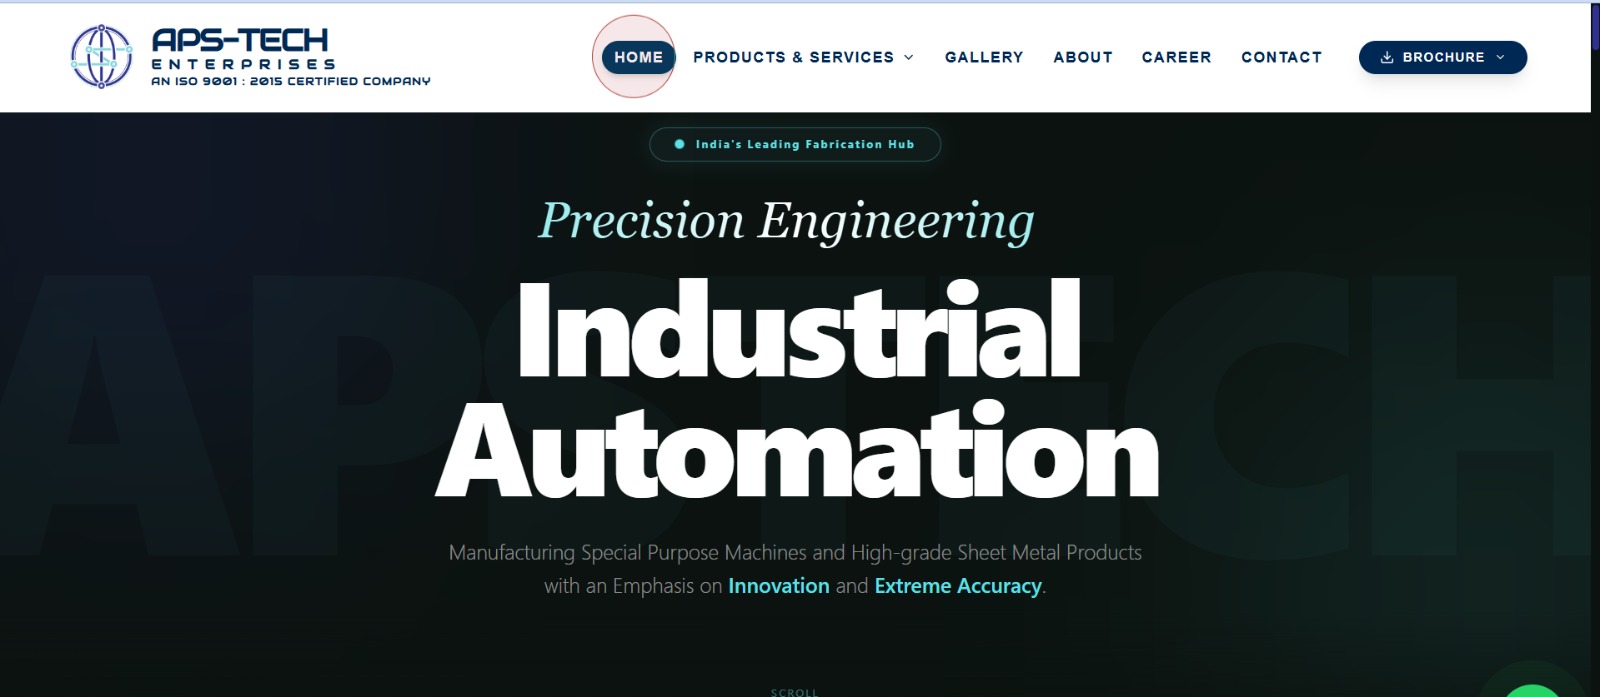 APS-TECH
ENTERPRISES
AN ISO 9001 : 2015 CERTIFIED COMPANY
HOME PRODUCTS & SERVICES GALLERY ABOUT CAREER CONTACT BROCHURE
India's Leading Fabrication Hub
Precision Engineering
APSTECH
Industrial
Automation
Manufacturing Special Purpose Machines and High-grade Sheet Metal Products
with an Emphasis on Innovation and Extreme Accuracy.
SCROLL